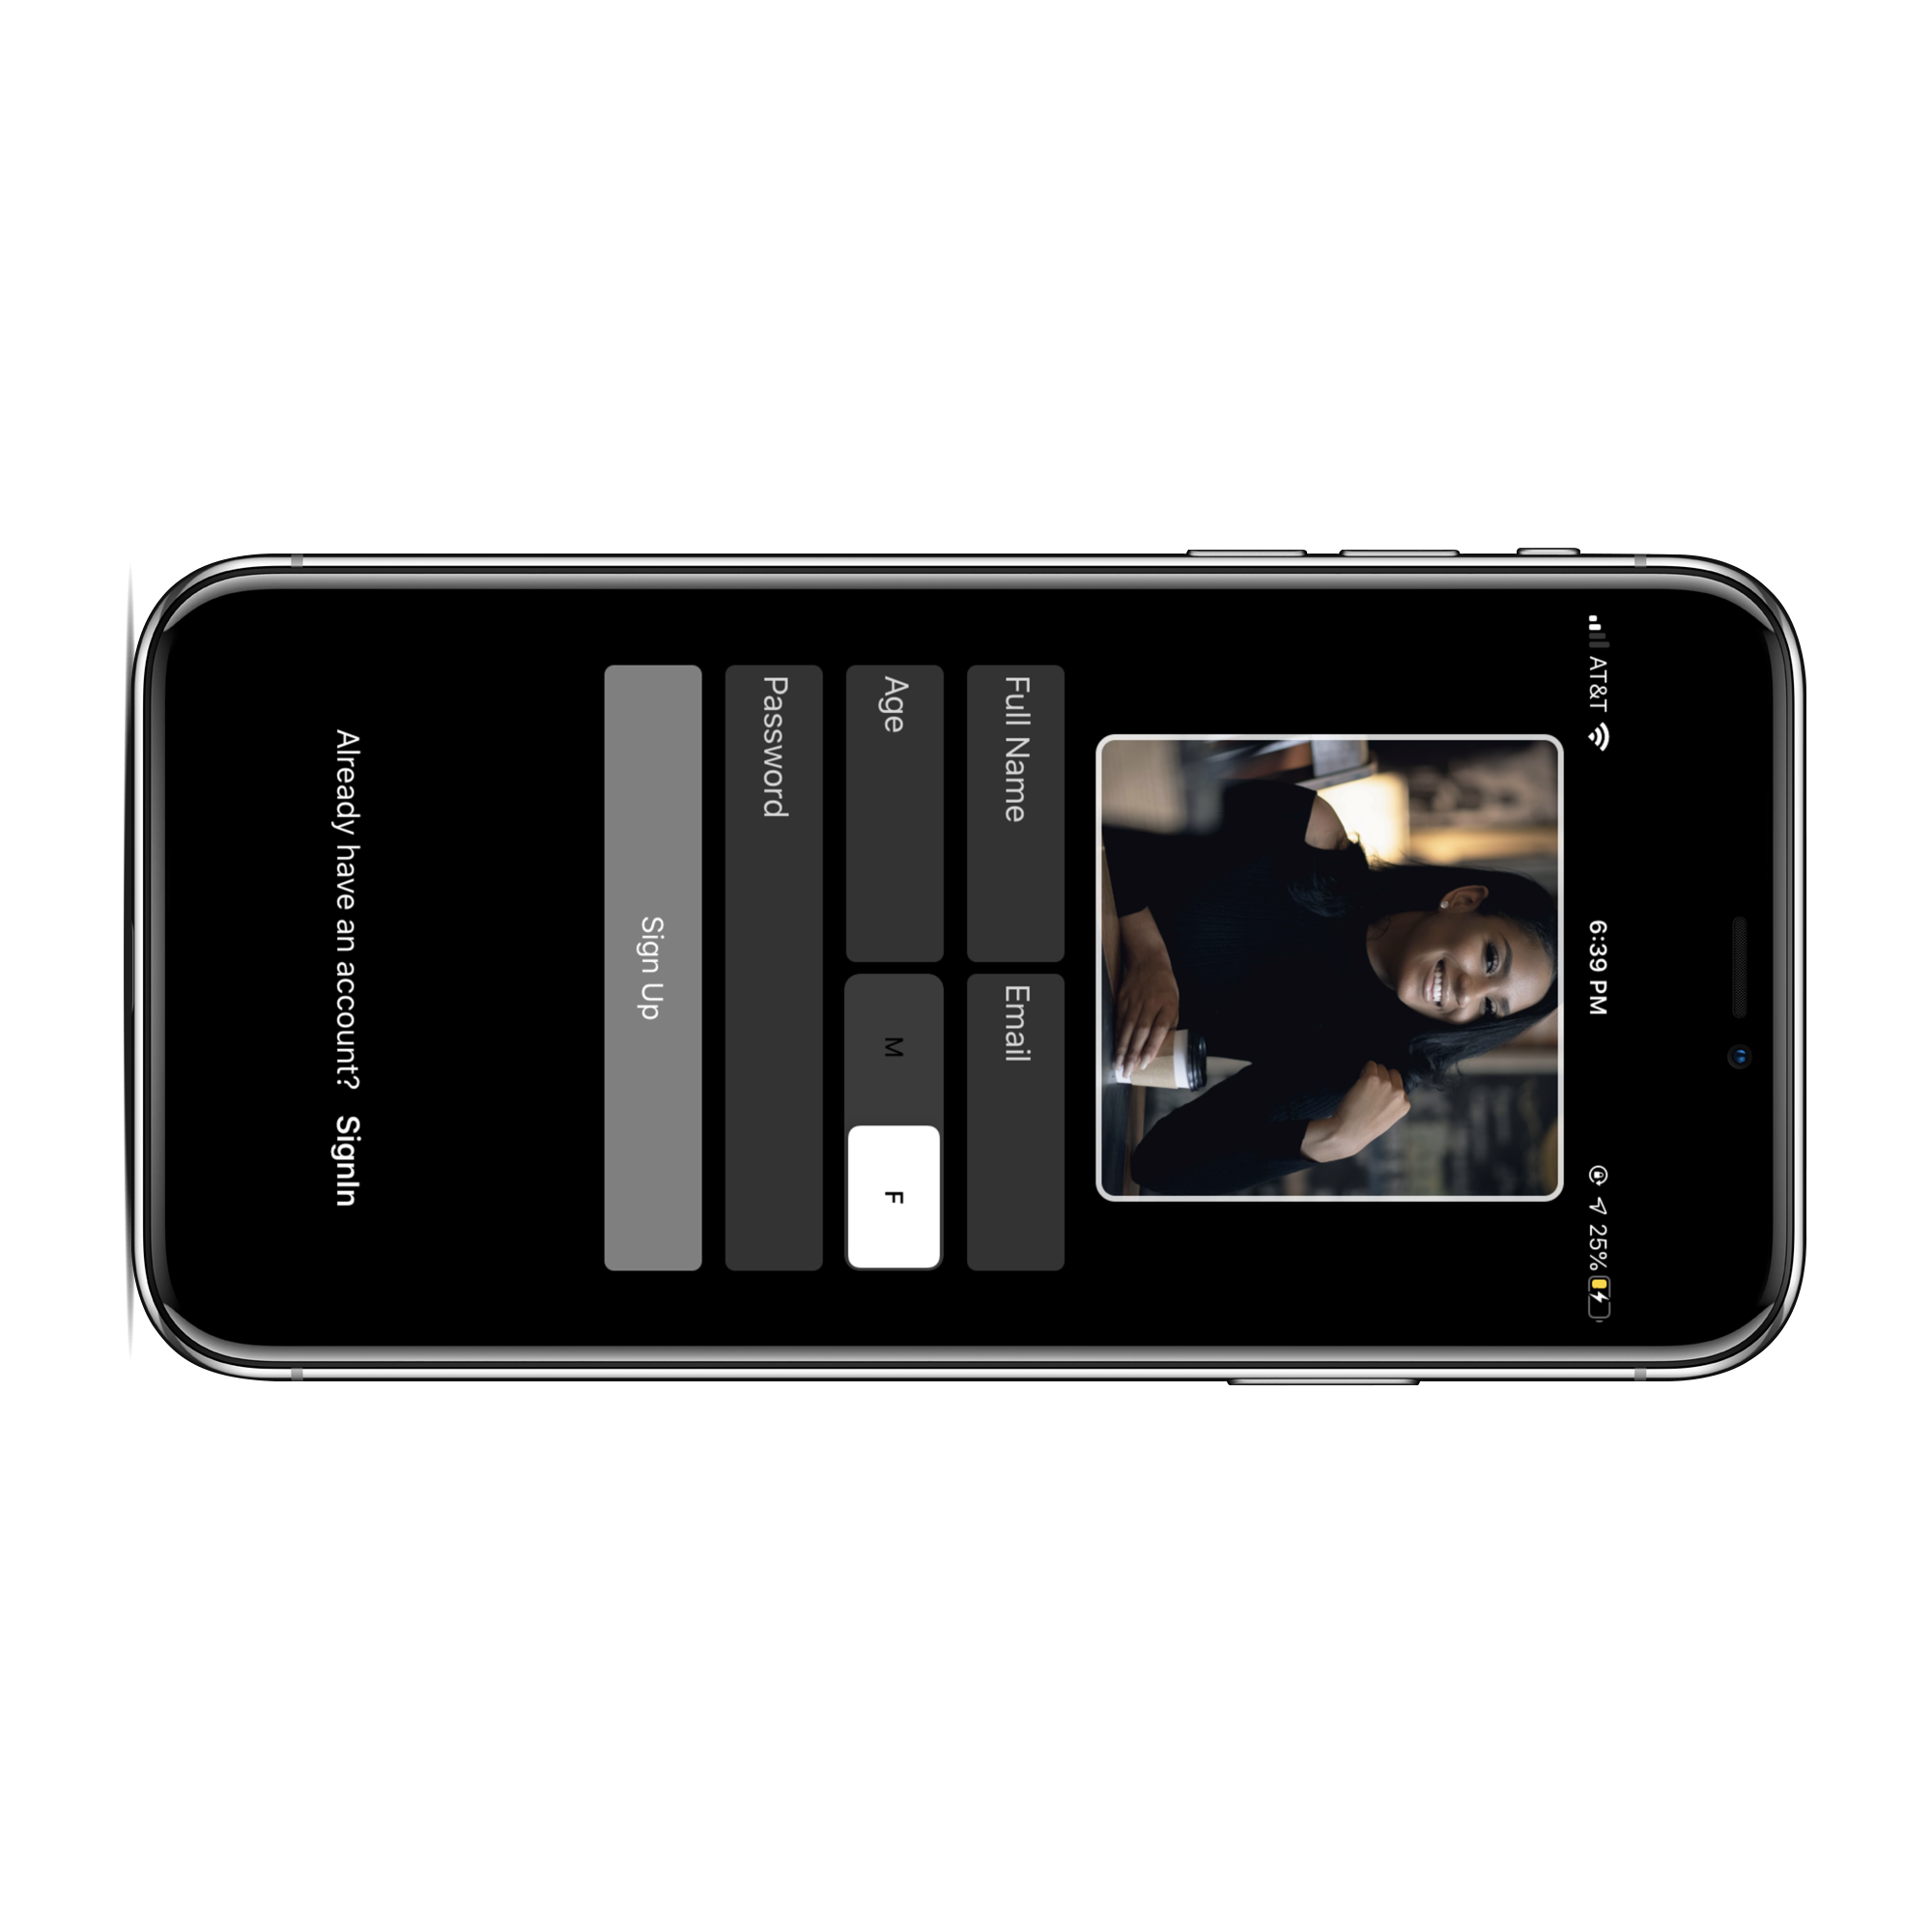 AT&T 6:39 PM 25%
Full Name Email
Age M F
Password
Sign Up
Already have an account? SignIn